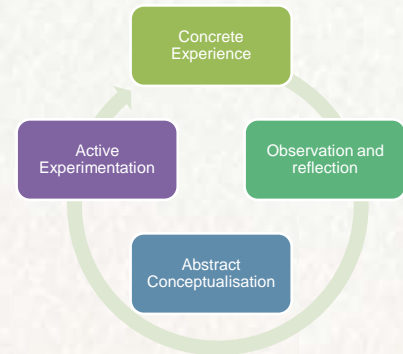 Concrete
Experience
Observation and
reflection
Abstract
Conceptualisation
Active
Experimentation